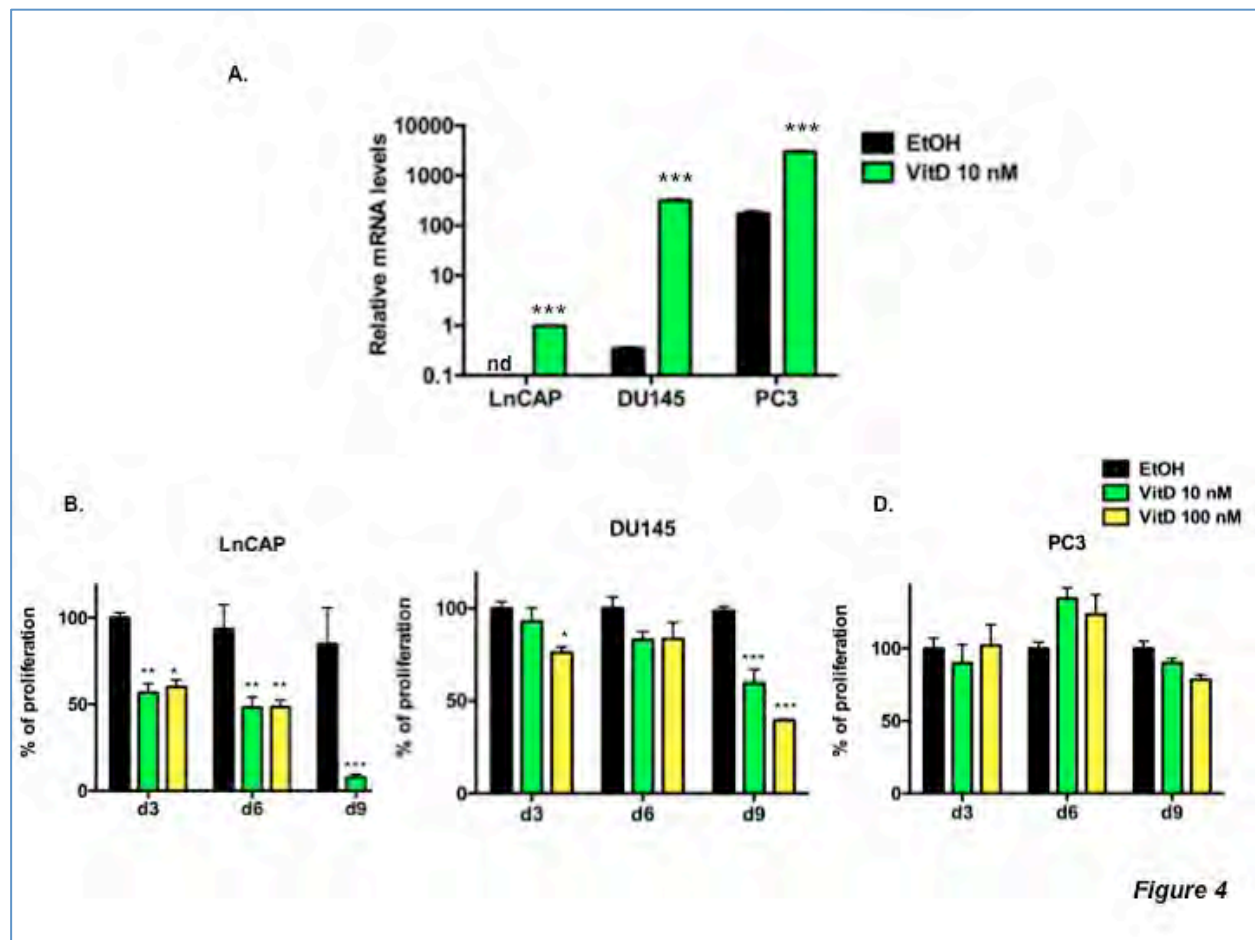 A.
Relative mRNA levels
10000
1000
100
10
1
0.1
nd
***
***
***
LnCAP
DU145
PC3
EtOH
VitD 10 nM
EtOH
VitD 10 nM
VitD 100 nM
B.
LnCAP
% of proliferation
100
50
0
**
*
**
**
***
d3
d6
d9
DU145
% of proliferation
100
50
0
*
***
***
d3
d6
d9
D.
PC3
% of proliferation
100
50
0
d3
d6
d9
Figure 4